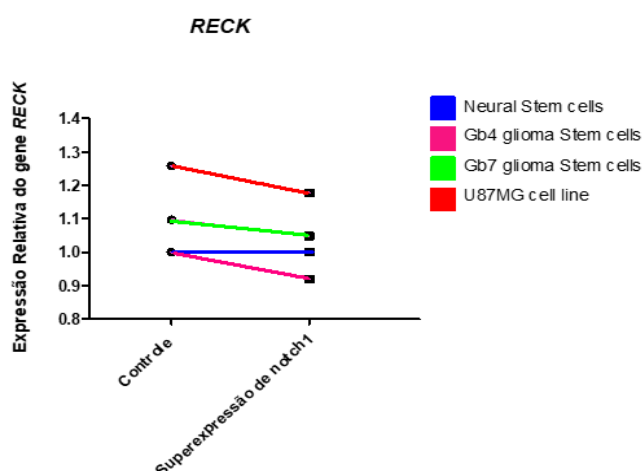 RECK
Neural Stem cells
Gb4 glioma Stem cells
Gb7 glioma Stem cells
U87MG cell line
Expressão Relativa do gene RECK
1.4
1.3
1.2
1.1
1.0
0.9
0.8
Controle
Superexpressão de notch1